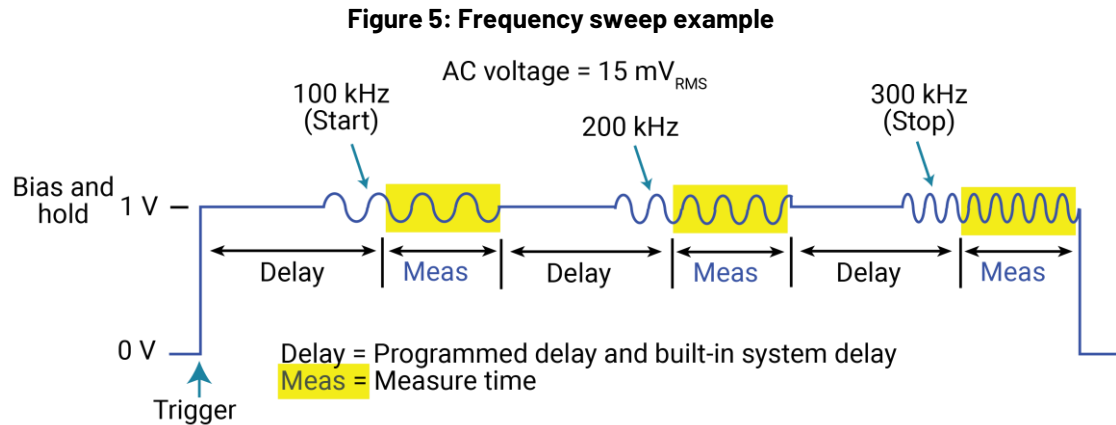 Figure 5: Frequency sweep example
AC voltage = 15 mVRMS
100 kHz
(Start)
200 kHz
300 kHz
(Stop)
Bias and
hold
1 V
Delay
Meas
Delay
Meas
Delay
Meas
0 V
Delay = Programmed delay and built-in system delay
Meas = Measure time
Trigger